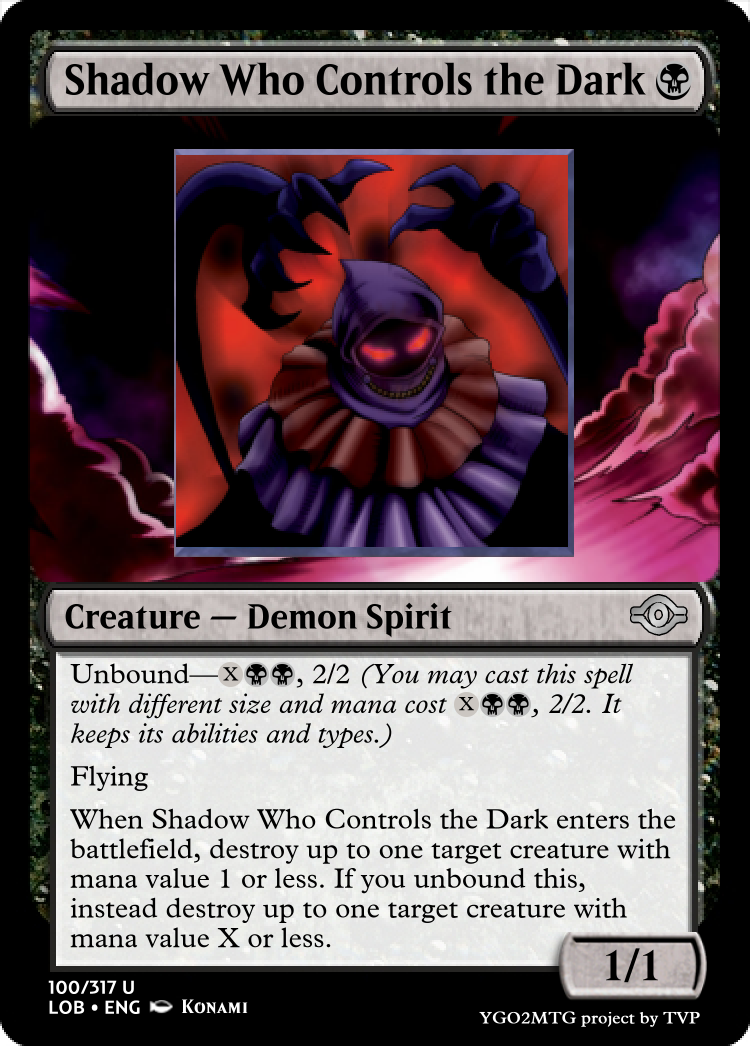 Shadow Who Controls the Dark
Creature — Demon Spirit
Unbound—X, 2/2 (You may cast this spell
with different size and mana cost X, 2/2. It
keeps its abilities and types.)
Flying
When Shadow Who Controls the Dark enters the
battlefield, destroy up to one target creature with
mana value 1 or less. If you unbound this,
instead destroy up to one target creature with
mana value X or less.
1/1
100/317 U
LOB • ENG Konami
YGO2MTG project by TVP